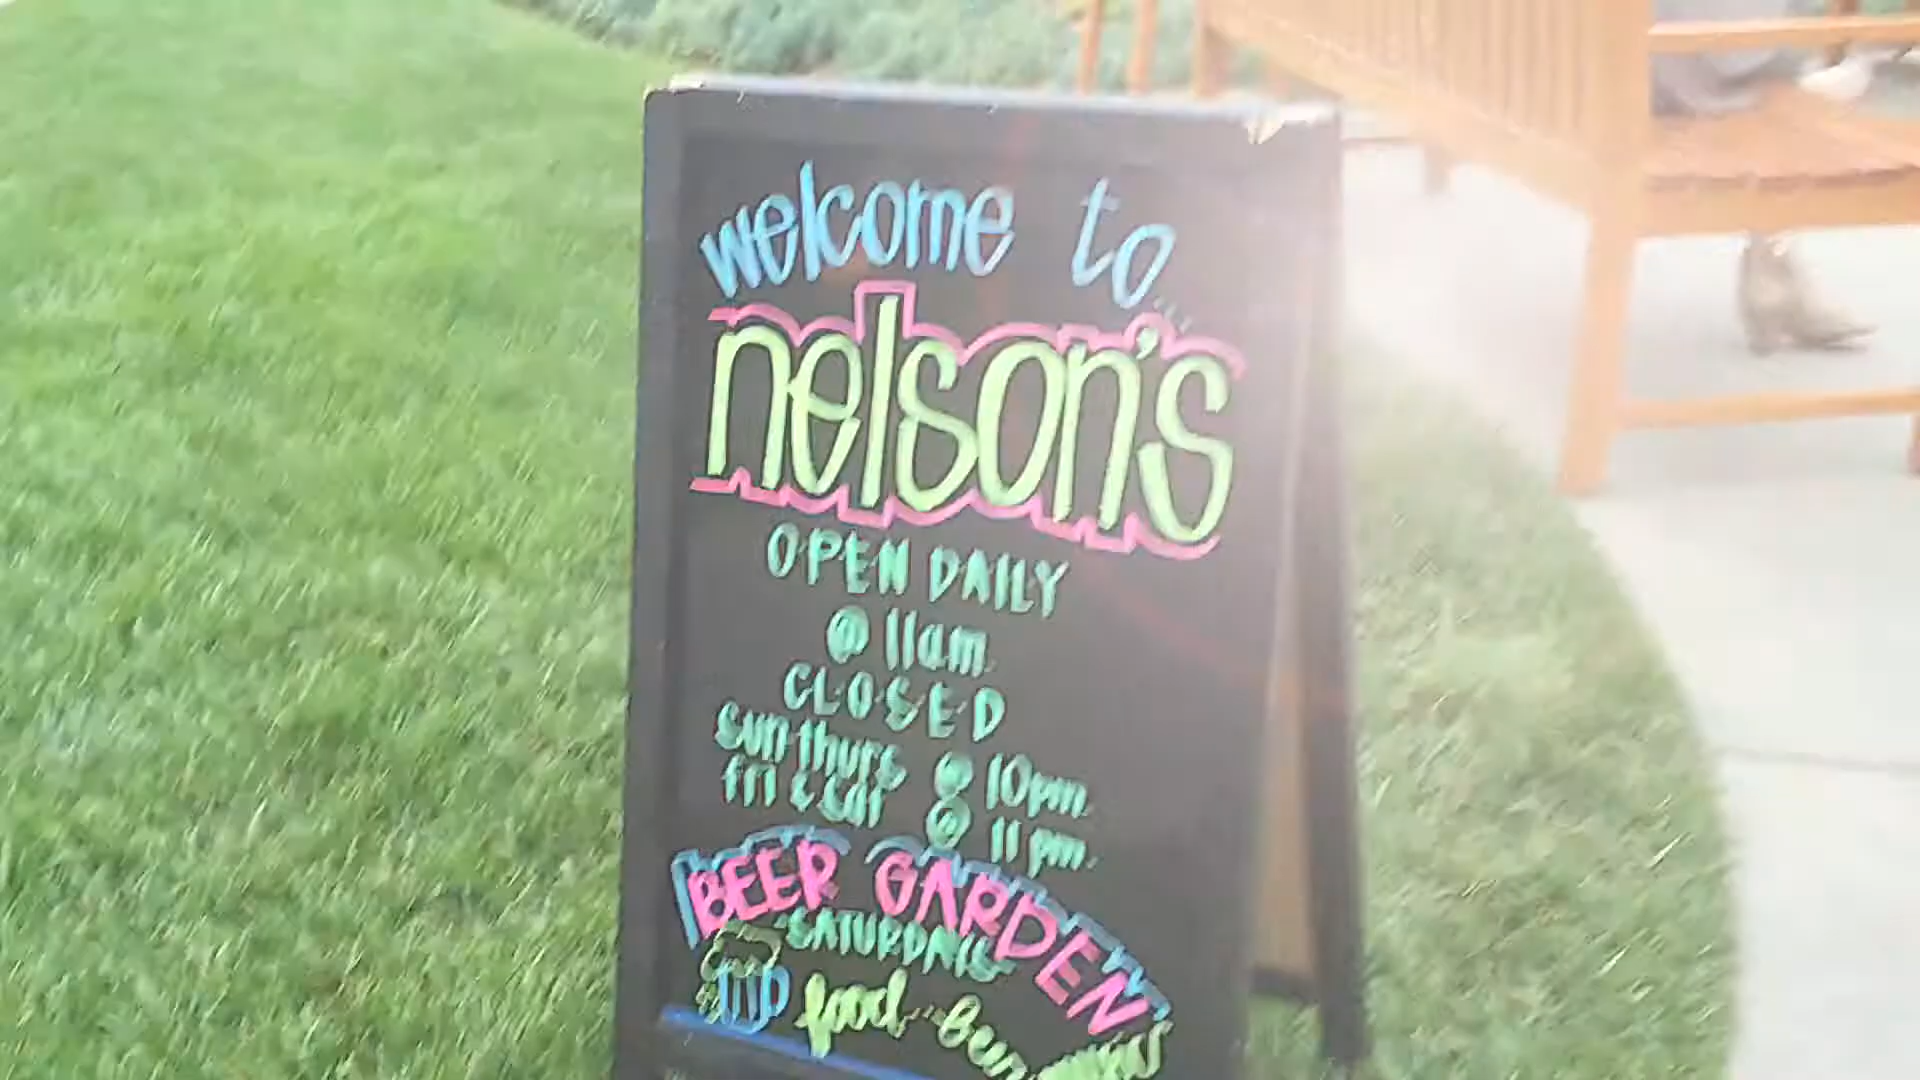 welcome to...
nelson's
OPEN DAILY
@ 11am
CLOSED
sun-thurs @ 10pm
fri & sat @ 11pm
BEER GARDEN
SATURDAYS
food